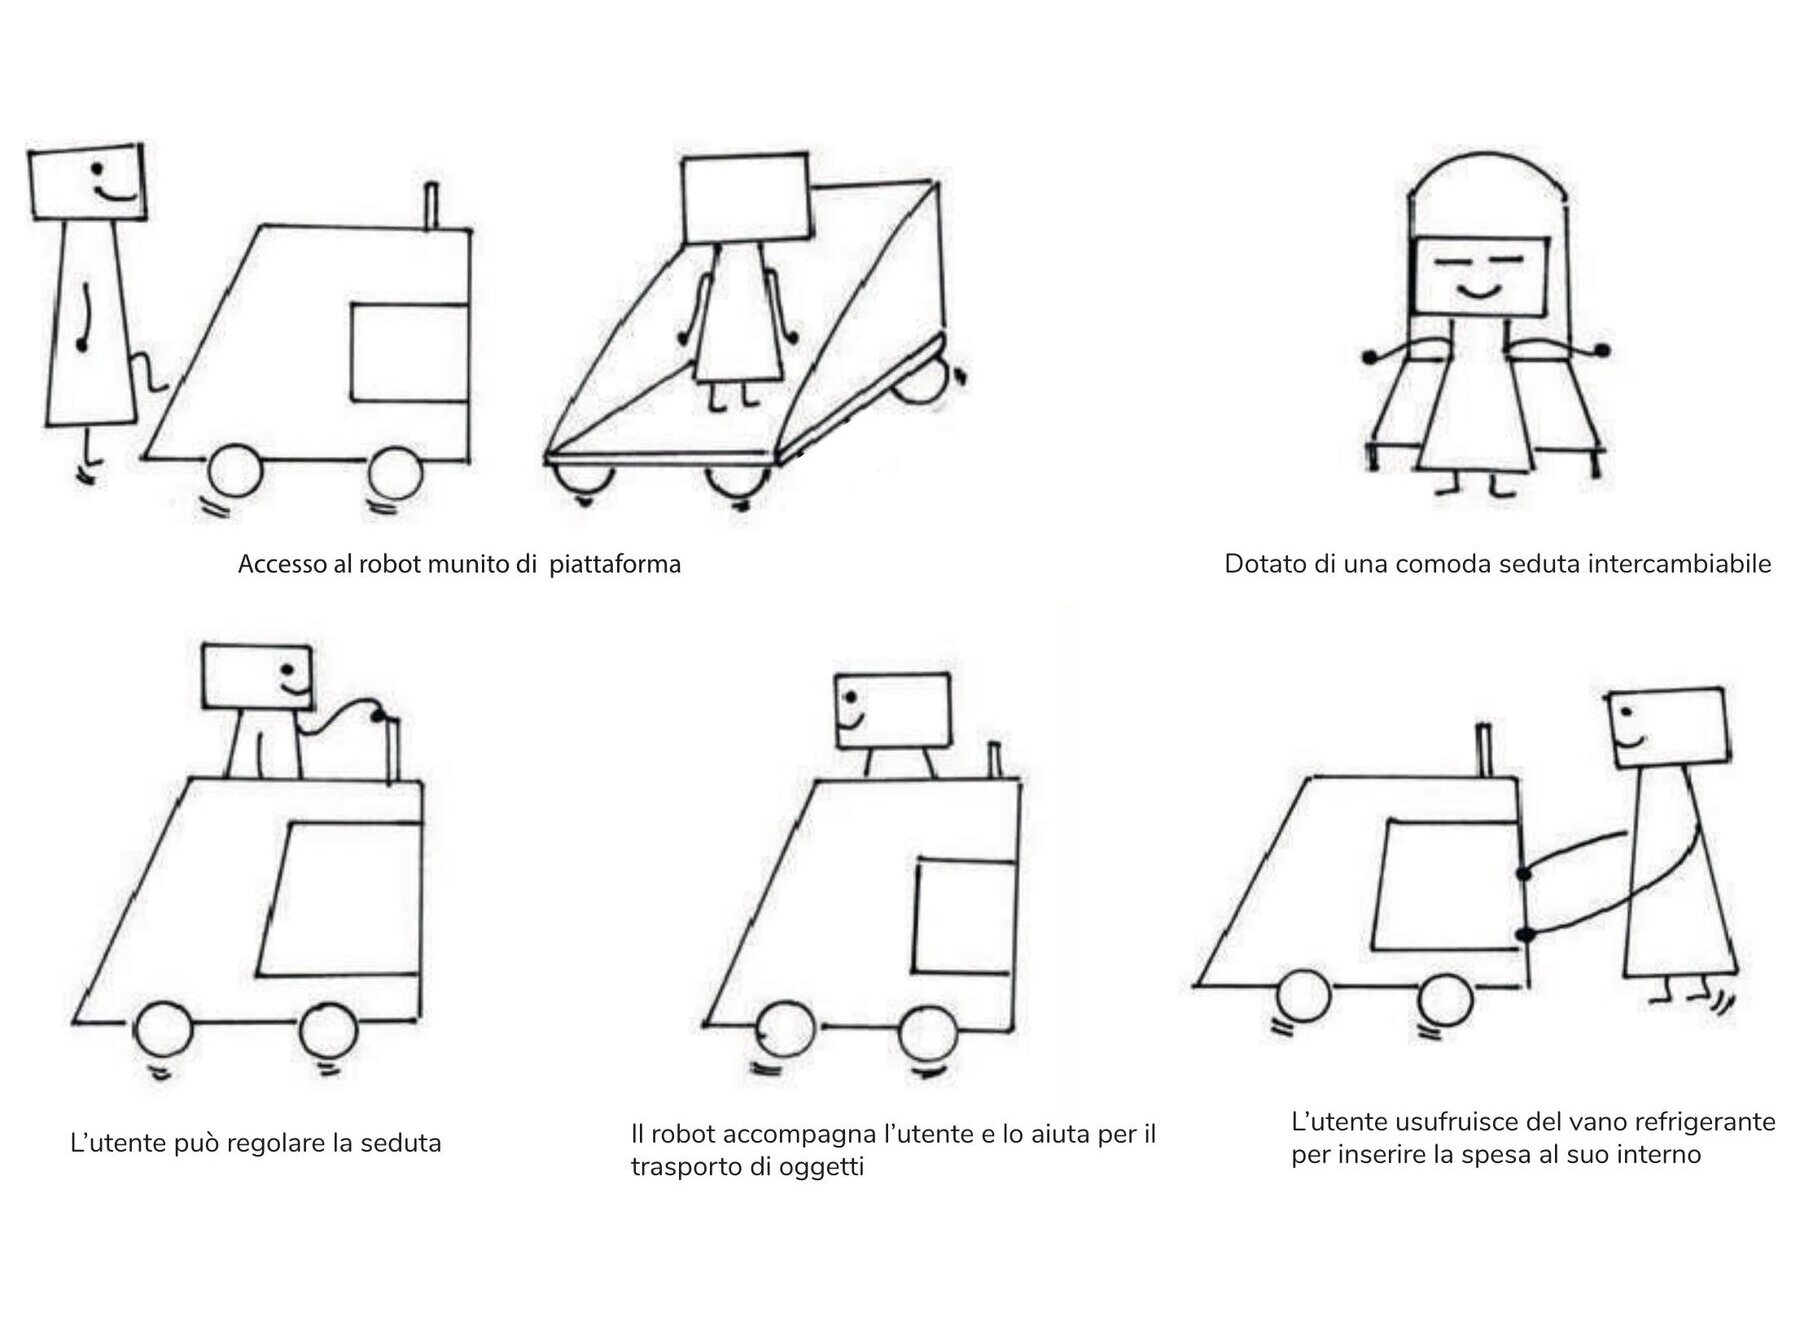 Accesso al robot munito di  piattaforma
Dotato di una comoda seduta intercambiabile
L’utente può regolare la seduta
Il robot accompagna l’utente e lo aiuta per il
trasporto di oggetti
L’utente usufruisce del vano refrigerante
per inserire la spesa al suo interno